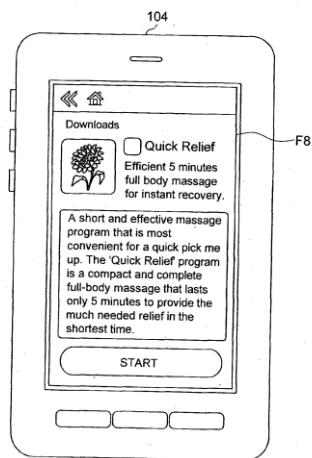 104
F8
Downloads
Quick Relief
Efficient 5 minutes
full body massage
for instant recovery.
A short and effective massage
program that is most
convenient for a quick pick me
up. The 'Quick Relief' program
is a compact and complete
full-body massage that lasts
only 5 minutes to provide the
much needed relief in the
shortest time.
START